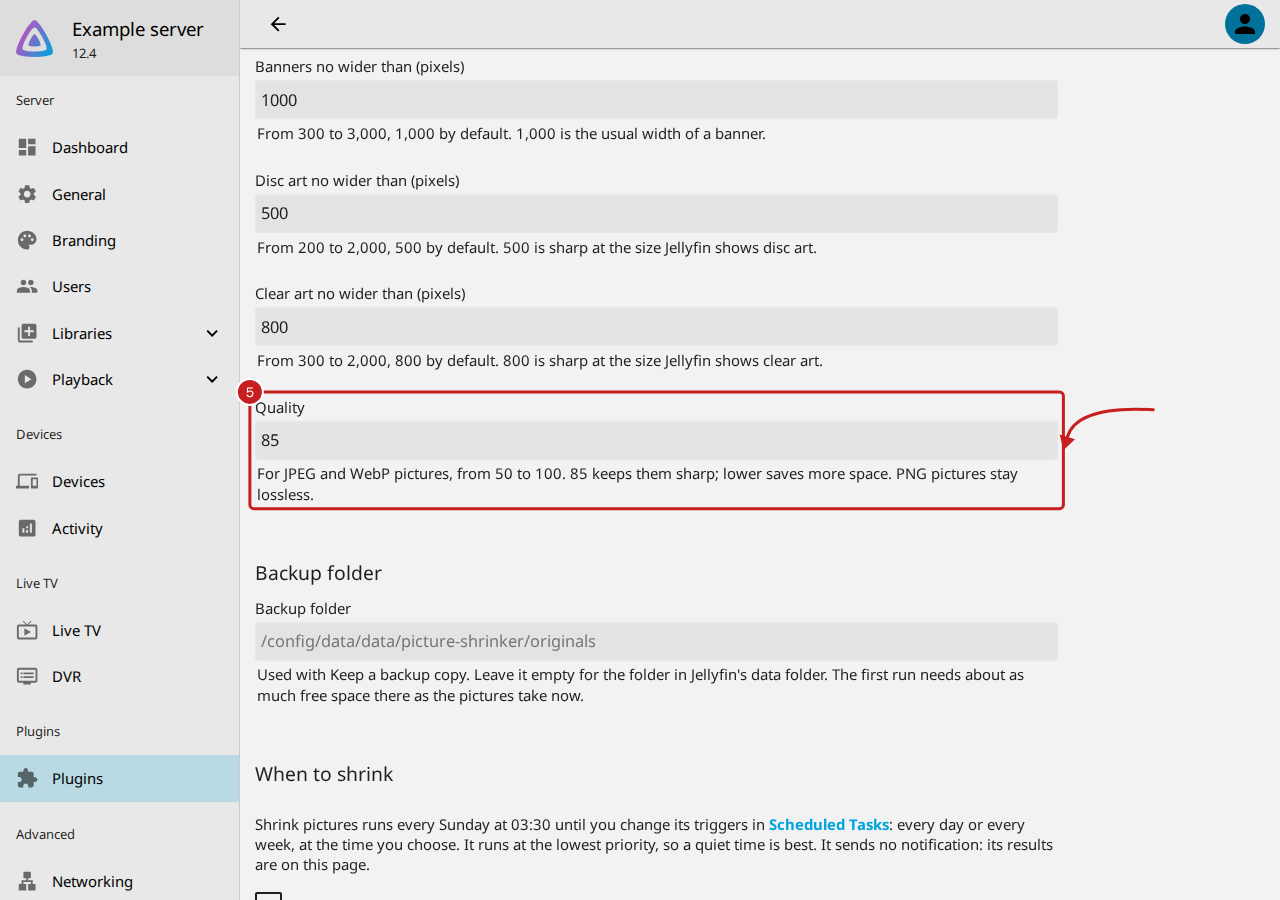 Example server
12.4
Server
Dashboard
General
Branding
Users
Libraries
Playback
Devices
Devices
Activity
Live TV
Live TV
DVR
Plugins
Plugins
Advanced
Networking
Banners no wider than (pixels)
1000
From 300 to 3,000, 1,000 by default. 1,000 is the usual width of a banner.
Disc art no wider than (pixels)
500
From 200 to 2,000, 500 by default. 500 is sharp at the size Jellyfin shows disc art.
Clear art no wider than (pixels)
800
From 300 to 2,000, 800 by default. 800 is sharp at the size Jellyfin shows clear art.
5
Quality
85
For JPEG and WebP pictures, from 50 to 100. 85 keeps them sharp; lower saves more space. PNG pictures stay
lossless.
Backup folder
Backup folder
/config/data/data/picture-shrinker/originals
Used with Keep a backup copy. Leave it empty for the folder in Jellyfin's data folder. The first run needs about as
much free space there as the pictures take now.
When to shrink
Shrink pictures runs every Sunday at 03:30 until you change its triggers in Scheduled Tasks: every day or every
week, at the time you choose. It runs at the lowest priority, so a quiet time is best. It sends no notification: its results
are on this page.